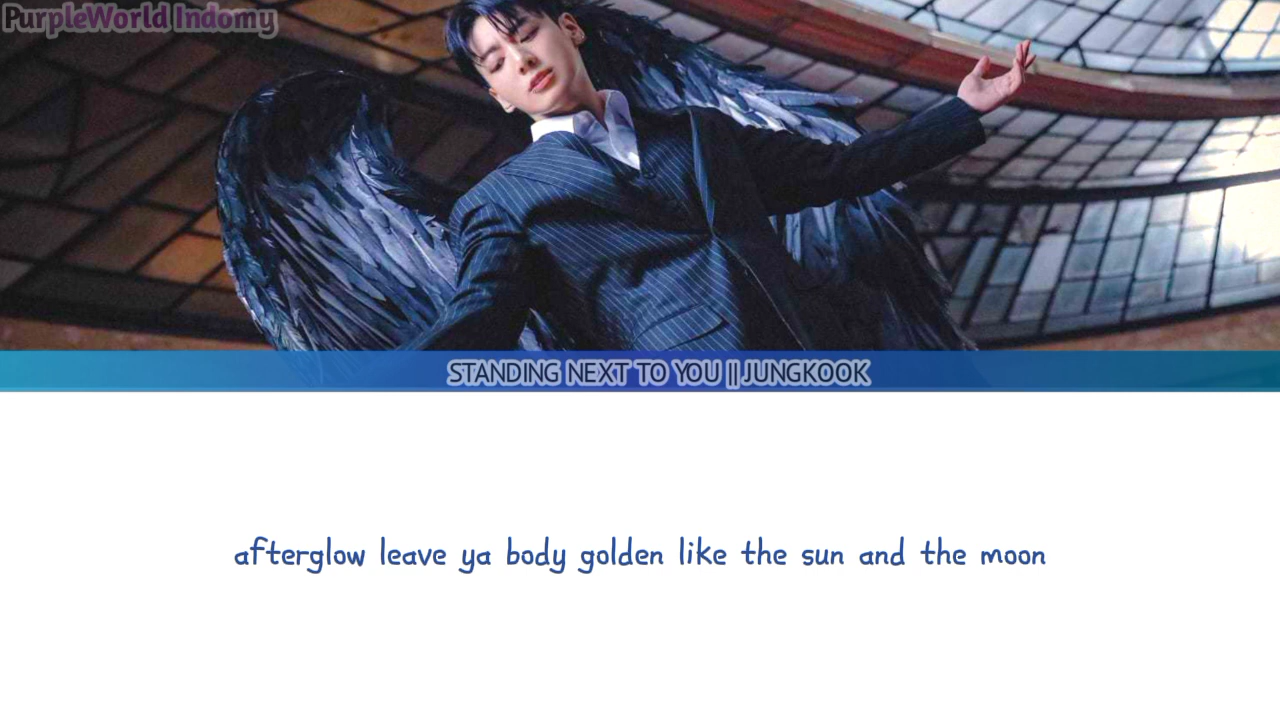 PurpleWorld Indomy
STANDING NEXT TO YOU || JUNGKOOK
afterglow leave ya body golden like the sun and the moon